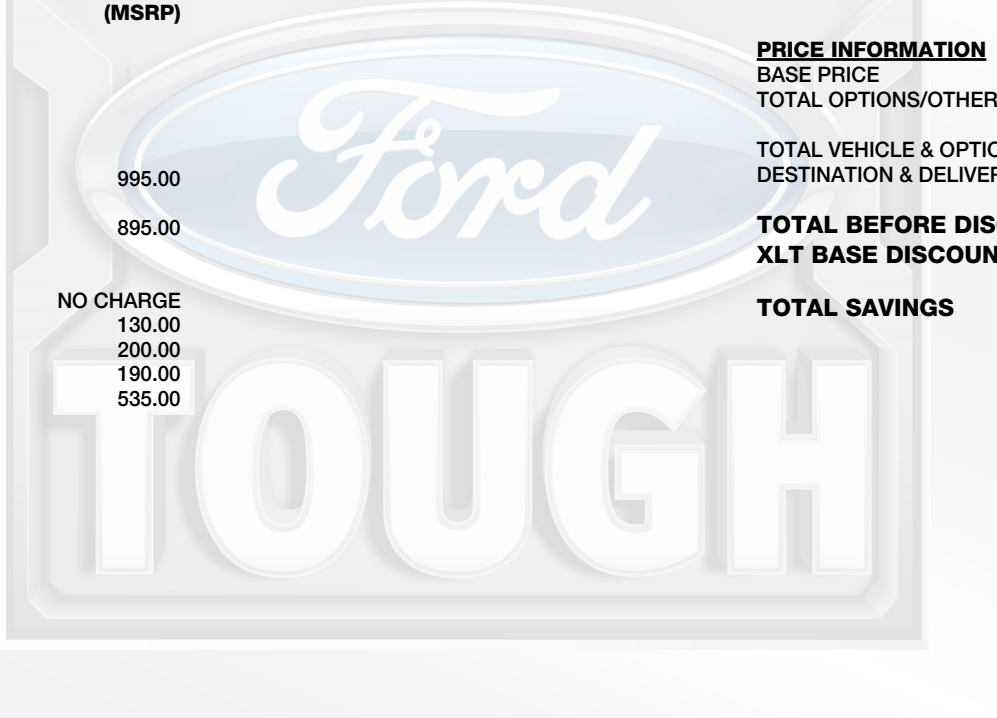 (MSRP)
995.00
895.00
NO CHARGE
130.00
200.00
190.00
535.00
PRICE INFORMATION
BASE PRICE
TOTAL OPTIONS/OTHER
TOTAL VEHICLE & OPTIO
DESTINATION & DELIVER
TOTAL BEFORE DIS
XLT BASE DISCOUN
TOTAL SAVINGS
Ford
TOUGH